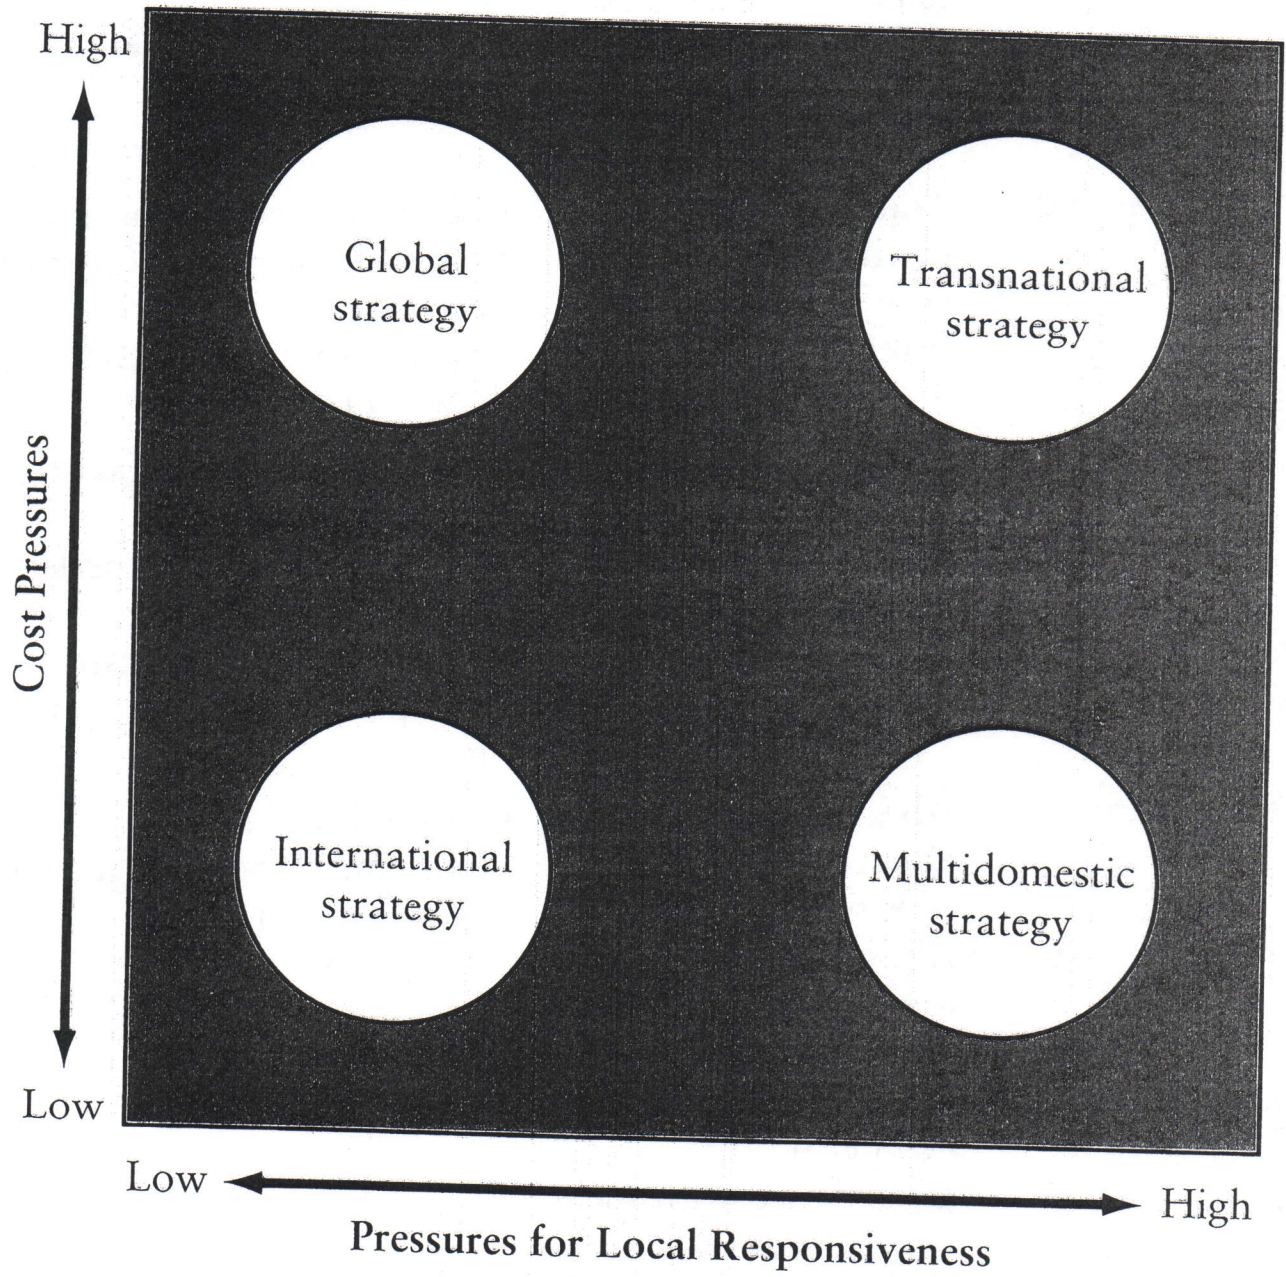 High
Global
strategy
Transnational
strategy
Cost Pressures
International
strategy
Multidomestic
strategy
Low
Low
High
Pressures for Local Responsiveness